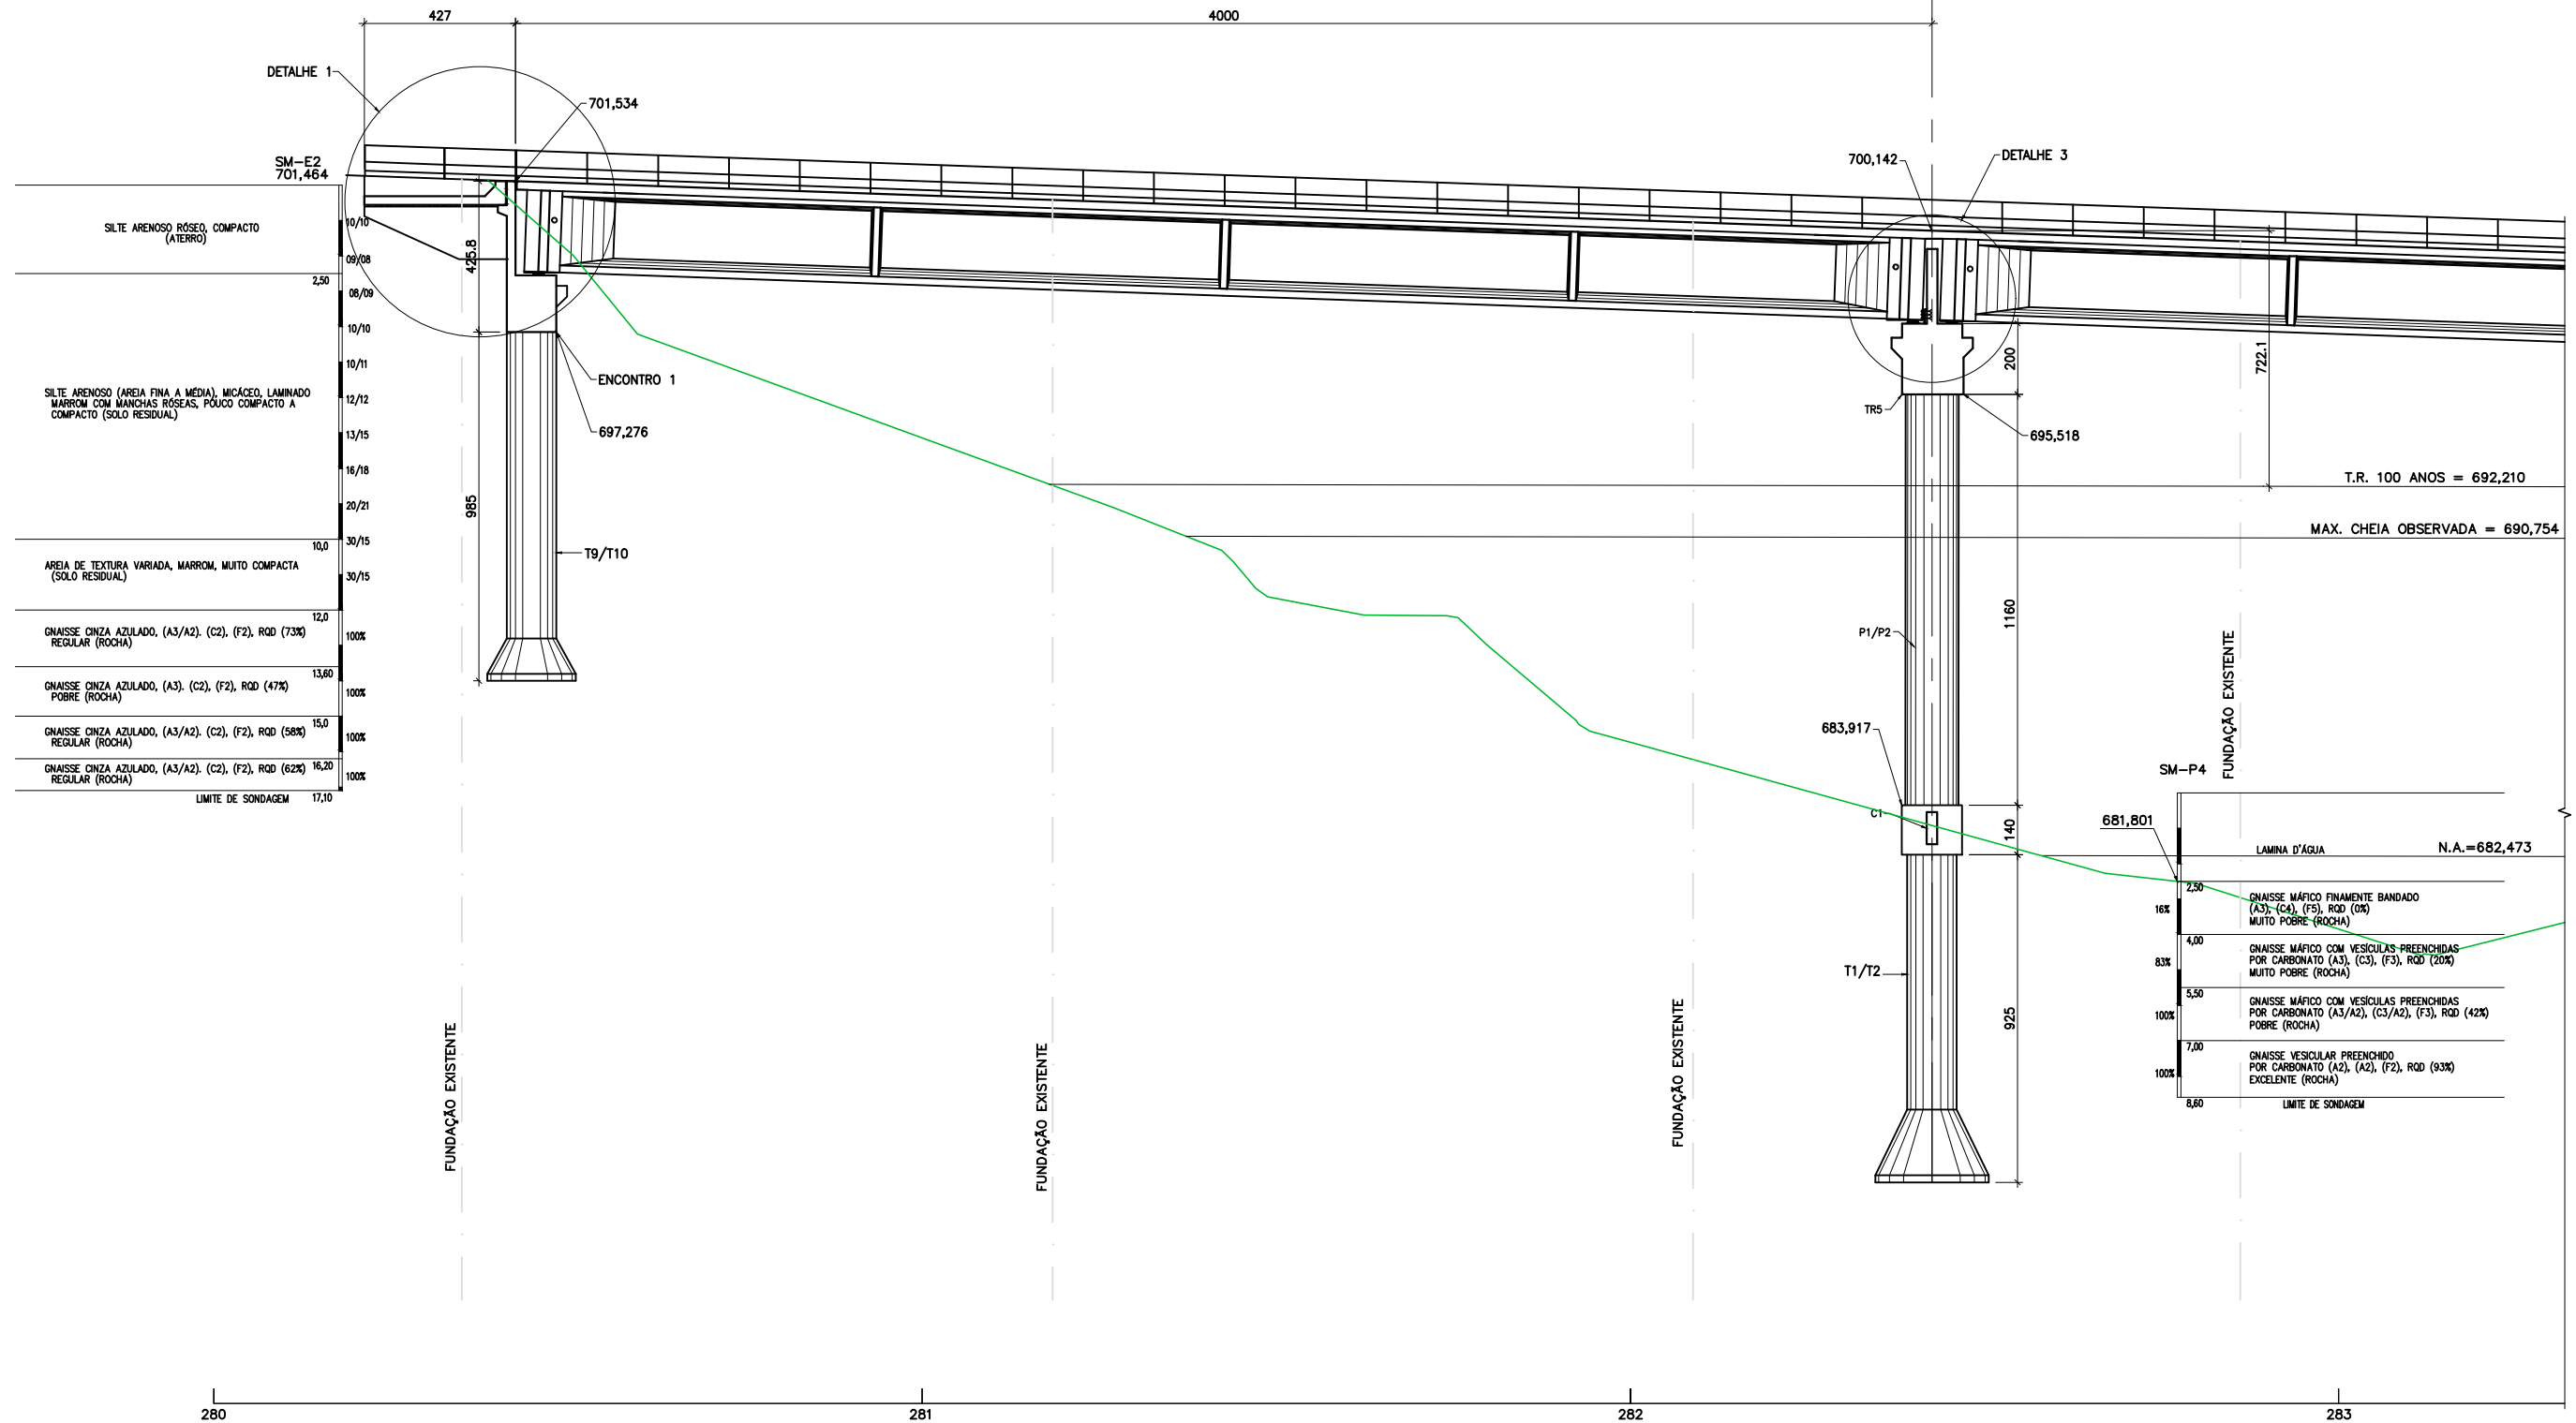 427
4000
DETALHE 1
701,534
SM-E2
701,464
700,142
DETALHE 3
SILTE ARENOSO RÓSEO, COMPACTO
(ATERRO)
10/10
09/08
2,50
08/09
10/10
425.8
ENCONTRO 1
697,276
SILTE ARENOSO (AREIA FINA A MÉDIA), MICÁCEO, LAMINADO
MARROM COM MANCHAS RÓSEAS, POUCO COMPACTO A
COMPACTO (SOLO RESIDUAL)
10/11
12/12
13/15
16/18
20/21
985
T9/T10
10,0
30/15
AREIA DE TEXTURA VARIADA, MARROM, MUITO COMPACTA
(SOLO RESIDUAL)
30/15
12,0
GNAISSE CINZA AZULADO, (A3/A2). (C2), (F2), RQD (73%)
REGULAR (ROCHA)
100%
13,60
GNAISSE CINZA AZULADO, (A3). (C2), (F2), RQD (47%)
POBRE (ROCHA)
100%
15,0
GNAISSE CINZA AZULADO, (A3/A2). (C2), (F2), RQD (58%)
REGULAR (ROCHA)
100%
16,20
GNAISSE CINZA AZULADO, (A3/A2). (C2), (F2), RQD (62%)
REGULAR (ROCHA)
100%
LIMITE DE SONDAGEM
17,10
200
722.1
TR5
695,518
T.R. 100 ANOS = 692,210
MAX. CHEIA OBSERVADA = 690,754
1160
P1/P2
683,917
C1
140
FUNDAÇÃO EXISTENTE
SM-P4
681,801
LAMINA D'ÁGUA
N.A.=682,473
2,50
16%
GNAISSE MÁFICO FINAMENTE BANDADO
(A3), (C4), (F5), RQD (0%)
MUITO POBRE (ROCHA)
4,00
83%
GNAISSE MÁFICO COM VESÍCULAS PREENCHIDAS
POR CARBONATO (A3), (C3), (F3), RQD (20%)
MUITO POBRE (ROCHA)
5,50
100%
GNAISSE MÁFICO COM VESÍCULAS PREENCHIDAS
POR CARBONATO (A3/A2), (C3/A2), (F3), RQD (42%)
POBRE (ROCHA)
7,00
100%
GNAISSE VESICULAR PREENCHIDO
POR CARBONATO (A2), (A2), (F2), RQD (93%)
EXCELENTE (ROCHA)
8,60
LIMITE DE SONDAGEM
T1/T2
925
FUNDAÇÃO EXISTENTE
FUNDAÇÃO EXISTENTE
FUNDAÇÃO EXISTENTE
280
281
282
283